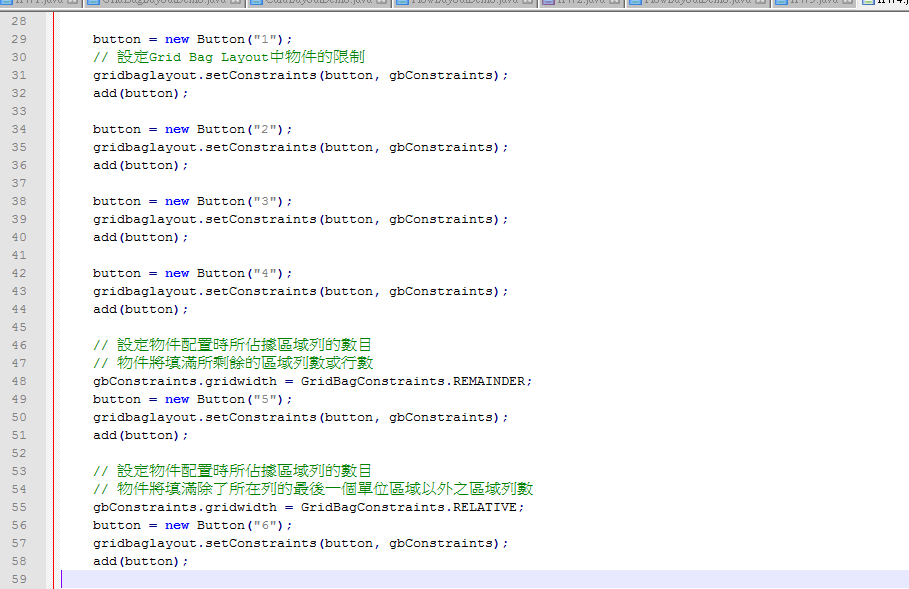 28
29 button = new Button("1");
30 // 設定Grid Bag Layout中物件的限制
31 gridbaglayout.setConstraints(button, gbConstraints);
32 add(button);
33
34 button = new Button("2");
35 gridbaglayout.setConstraints(button, gbConstraints);
36 add(button);
37
38 button = new Button("3");
39 gridbaglayout.setConstraints(button, gbConstraints);
40 add(button);
41
42 button = new Button("4");
43 gridbaglayout.setConstraints(button, gbConstraints);
44 add(button);
45
46 // 設定物件配置時所佔據區域列的數目
47 // 物件將填滿所剩餘的區域列數或行數
48 gbConstraints.gridwidth = GridBagConstraints.REMAINDER;
49 button = new Button("5");
50 gridbaglayout.setConstraints(button, gbConstraints);
51 add(button);
52
53 // 設定物件配置時所佔據區域列的數目
54 // 物件將填滿除了所在列的最後一個單位區域以外之區域列數
55 gbConstraints.gridwidth = GridBagConstraints.RELATIVE;
56 button = new Button("6");
57 gridbaglayout.setConstraints(button, gbConstraints);
58 add(button);
59